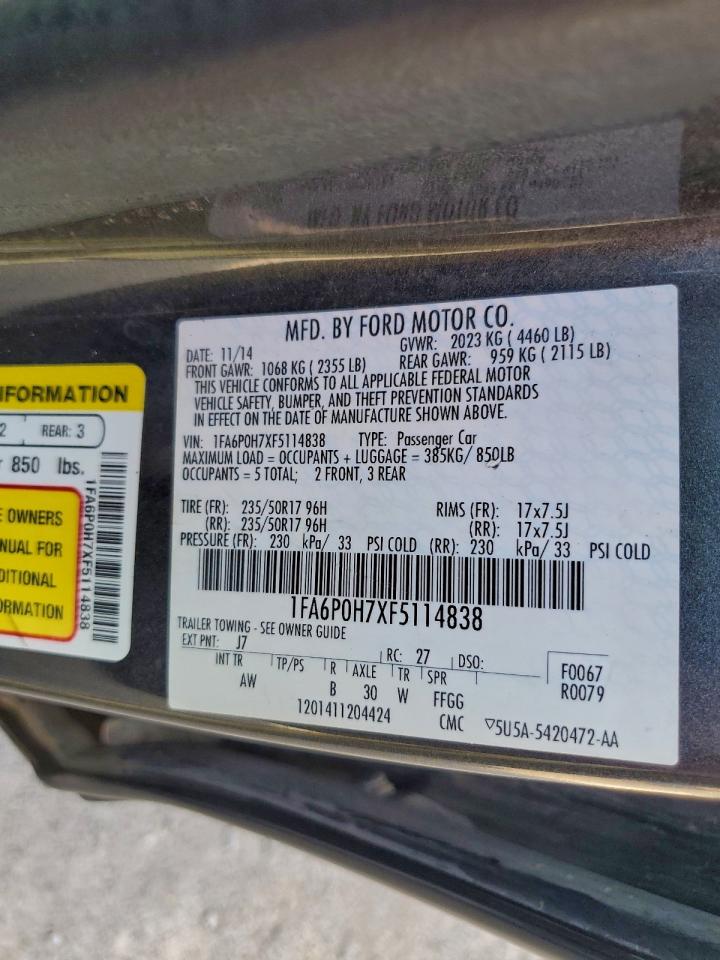 MFD. BY FORD MOTOR CO.
DATE: 11/14 GVWR: 2023 KG ( 4460 LB)
FRONT GAWR: 1068 KG ( 2355 LB) REAR GAWR: 959 KG ( 2115 LB)
THIS VEHICLE CONFORMS TO ALL APPLICABLE FEDERAL MOTOR
VEHICLE SAFETY, BUMPER, AND THEFT PREVENTION STANDARDS
IN EFFECT ON THE DATE OF MANUFACTURE SHOWN ABOVE.
VIN: 1FA6P0H7XF5114838 TYPE: Passenger Car
MAXIMUM LOAD = OCCUPANTS + LUGGAGE = 385KG/ 850LB
OCCUPANTS = 5 TOTAL; 2 FRONT, 3 REAR
TIRE (FR): 235/50R17 96H RIMS (FR): 17x7.5J
(RR): 235/50R17 96H (RR): 17x7.5J
PRESSURE (FR): 230 kPa/ 33 PSI COLD (RR): 230 kPa/ 33 PSI COLD
1FA6P0H7XF5114838
TRAILER TOWING - SEE OWNER GUIDE
EXT PNT: J7 RC: 27 DSO: F0067
INT TR TP/PS R AXLE TR SPR R0079
AW B 30 W FFGG
1201411204424 CMC ▽5U5A-5420472-AA
INFORMATION
2 REAR: 3
850 lbs.
E OWNERS
NUAL FOR
DITIONAL
ORMATION
1FA6P0H7XF5114838